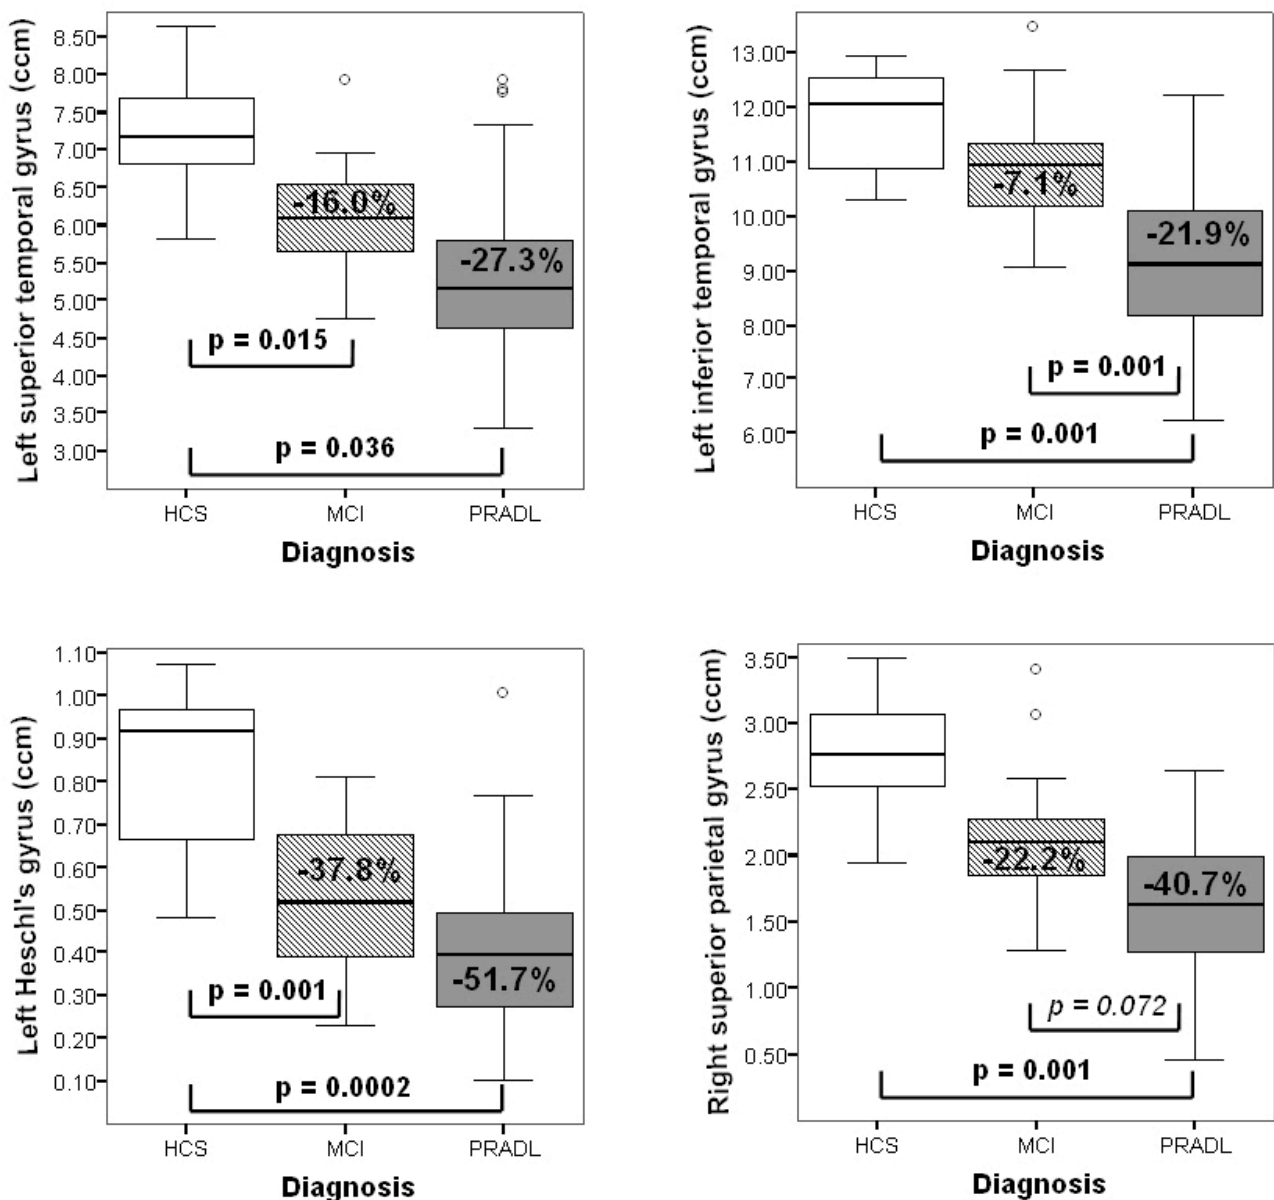 Left superior temporal gyrus (ccm)
8.50
8.00
7.50
7.00
6.50
6.00
5.50
5.00
4.50
4.00
3.50
3.00
-16.0%
-27.3%
p = 0.015
p = 0.036
HCS MCI PRADL
Diagnosis
Left inferior temporal gyrus (ccm)
13.00
12.00
11.00
10.00
9.00
8.00
7.00
6.00
-7.1%
-21.9%
p = 0.001
p = 0.001
HCS MCI PRADL
Diagnosis
Left Heschl's gyrus (ccm)
1.10
1.00
0.90
0.80
0.70
0.60
0.50
0.40
0.30
0.20
0.10
-37.8%
-51.7%
p = 0.001
p = 0.0002
HCS MCI PRADL
Diagnosis
Right superior parietal gyrus (ccm)
3.50
3.00
2.50
2.00
1.50
1.00
0.50
-22.2%
-40.7%
p = 0.072
p = 0.001
HCS MCI PRADL
Diagnosis